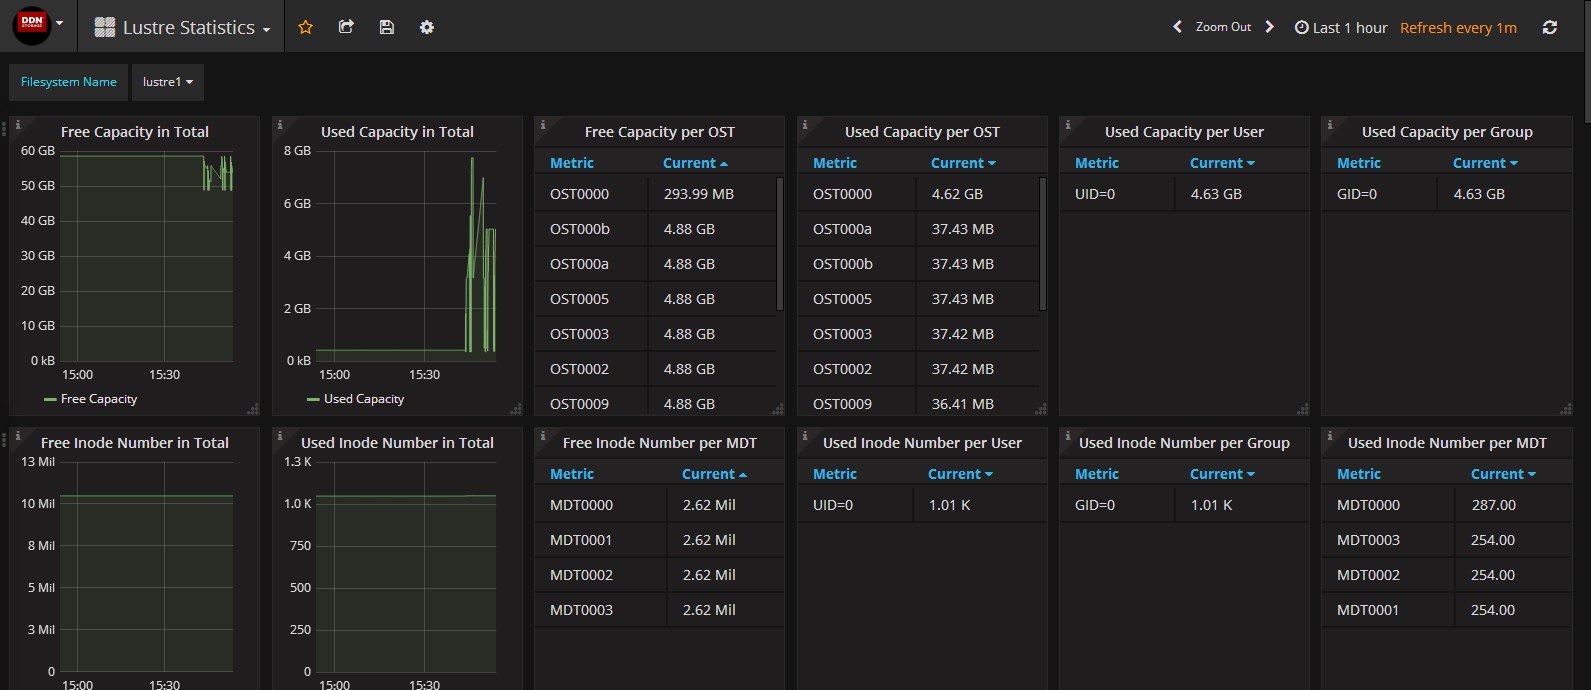 DDN
STORAGE
Lustre Statistics
Zoom Out
Last 1 hour
Refresh every 1m
Filesystem Name
lustre1
Free Capacity in Total
60 GB
50 GB
40 GB
30 GB
20 GB
10 GB
0 kB
15:00 15:30
Free Capacity
Used Capacity in Total
8 GB
6 GB
4 GB
2 GB
0 kB
15:00 15:30
Used Capacity
Free Capacity per OST
Metric Current
OST0000 293.99 MB
OST000b 4.88 GB
OST000a 4.88 GB
OST0005 4.88 GB
OST0003 4.88 GB
OST0002 4.88 GB
OST0009 4.88 GB
Used Capacity per OST
Metric Current
OST0000 4.62 GB
OST000a 37.43 MB
OST000b 37.43 MB
OST0005 37.43 MB
OST0003 37.42 MB
OST0002 37.42 MB
OST0009 36.41 MB
Used Capacity per User
Metric Current
UID=0 4.63 GB
Used Capacity per Group
Metric Current
GID=0 4.63 GB
Free Inode Number in Total
13 Mil
10 Mil
8 Mil
5 Mil
3 Mil
0
15:00 15:30
Used Inode Number in Total
1.3 K
1.0 K
750
500
250
0
15:00 15:30
Free Inode Number per MDT
Metric Current
MDT0000 2.62 Mil
MDT0001 2.62 Mil
MDT0002 2.62 Mil
MDT0003 2.62 Mil
Used Inode Number per User
Metric Current
UID=0 1.01 K
Used Inode Number per Group
Metric Current
GID=0 1.01 K
Used Inode Number per MDT
Metric Current
MDT0000 287.00
MDT0003 254.00
MDT0002 254.00
MDT0001 254.00